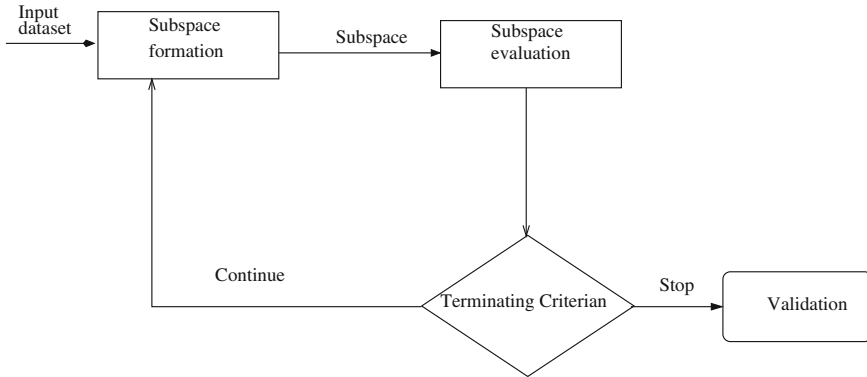 Input
dataset
Subspace
formation
Subspace
Subspace
evaluation
Continue
Terminating Criterian
Stop
Validation